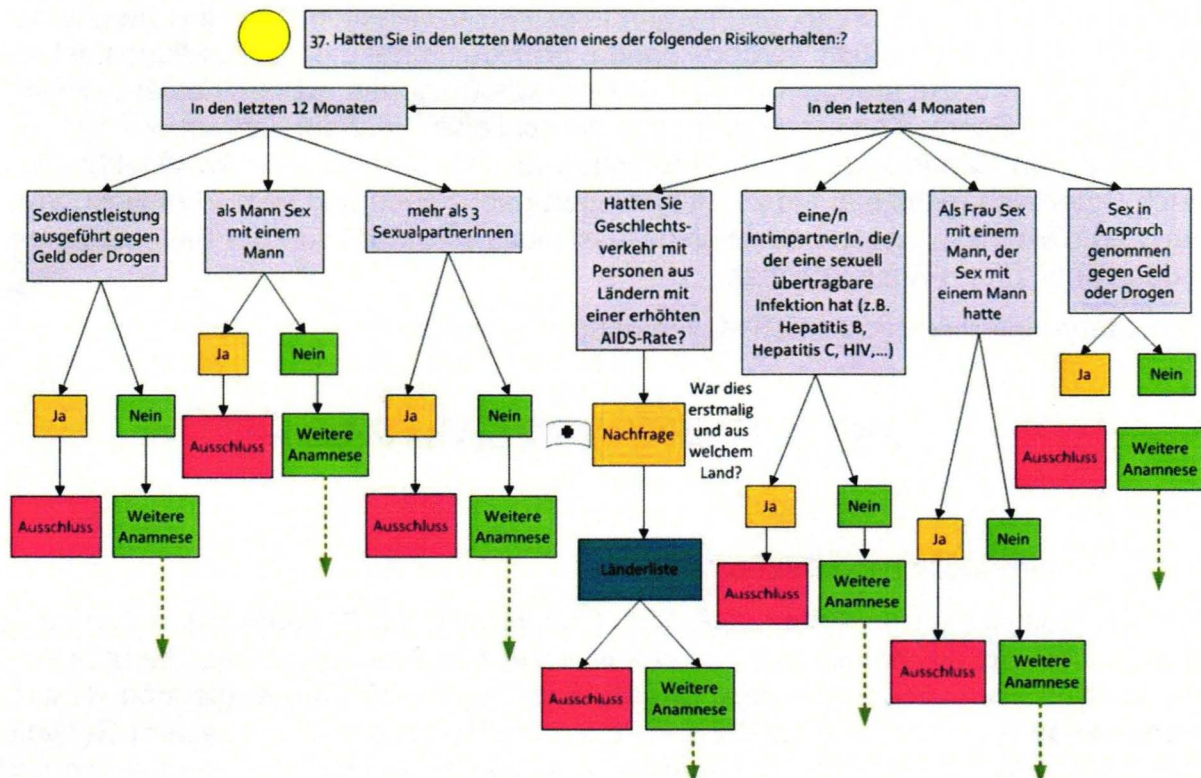 37. Hatten Sie in den letzten Monaten eines der folgenden Risikoverhalten:?
In den letzten 12 Monaten
In den letzten 4 Monaten
Sexdienstleistung
ausgeführt gegen
Geld oder Drogen
als Mann Sex
mit einem
Mann
mehr als 3
SexualpartnerInnen
Hatten Sie
Geschlechts-
verkehr mit
Personen aus
Ländern mit
einer erhöhten
AIDS-Rate?
eine/n
IntimpartnerIn, die/
der eine sexuell
übertragbare
Infektion hat (z.B.
Hepatitis B,
Hepatitis C, HIV,...)
Als Frau Sex
mit einem
Mann, der
Sex mit
einem Mann
hatte
Sex in
Anspruch
genommen
gegen Geld
oder Drogen
Ja
Nein
Ausschluss
Weitere
Anamnese
Ja
Nein
Ausschluss
Weitere
Anamnese
Ja
Nein
Ausschluss
Weitere
Anamnese
Nachfrage
War dies
erstmalig
und aus
welchem
Land?
Länderliste
Ausschluss
Weitere
Anamnese
Ja
Nein
Ausschluss
Weitere
Anamnese
Ja
Nein
Ausschluss
Weitere
Anamnese
Ja
Nein
Ausschluss
Weitere
Anamnese